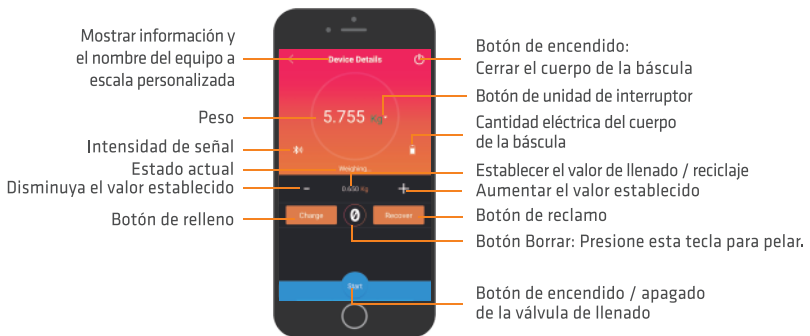 Mostrar información y
el nombre del equipo a
escala personalizada
Peso
Intensidad de señal
Estado actual
Disminuya el valor establecido
Botón de relleno
Device Details
5.755 Kg
Weighing...
- 0.650 Kg +
Charge 0 Recover
Start
Botón de encendido:
Cerrar el cuerpo de la báscula
Botón de unidad de interruptor
Cantidad eléctrica del cuerpo
de la báscula
Establecer el valor de llenado / reciclaje
Aumentar el valor establecido
Botón de reclamo
Botón Borrar: Presione esta tecla para pelar.
Botón de encendido / apagado
de la válvula de llenado